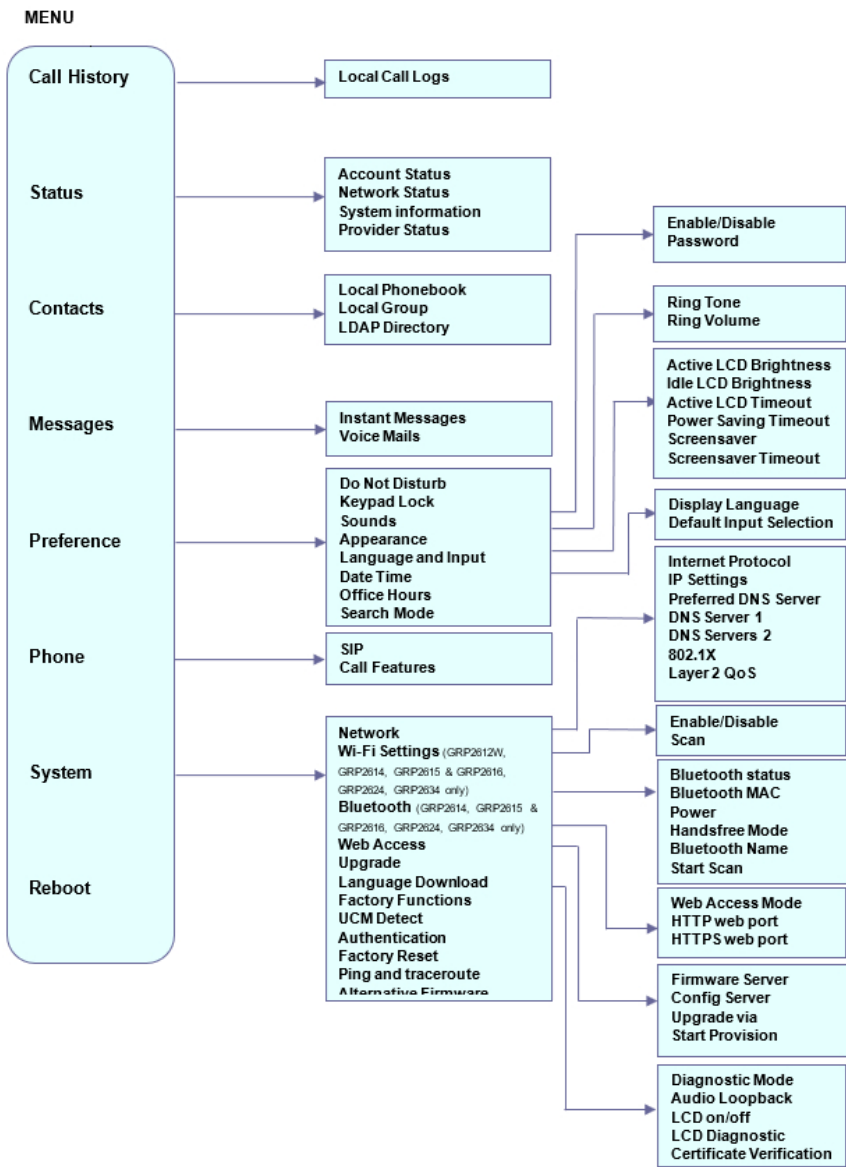 MENU
Call History
Status
Contacts
Messages
Preference
Phone
System
Reboot
Local Call Logs
Account Status
Network Status
System information
Provider Status
Local Phonebook
Local Group
LDAP Directory
Instant Messages
Voice Mails
Do Not Disturb
Keypad Lock
Sounds
Appearance
Language and Input
Date Time
Office Hours
Search Mode
SIP
Call Features
Network
Wi-Fi Settings (GRP2612W,
GRP2614, GRP2615 & GRP2616,
GRP2624, GRP2634 only)
Bluetooth (GRP2614, GRP2615 &
GRP2616, GRP2624, GRP2634 only)
Web Access
Upgrade
Language Download
Factory Functions
UCM Detect
Authentication
Factory Reset
Ping and traceroute
Alternative Firmware
Enable/Disable
Password
Ring Tone
Ring Volume
Active LCD Brightness
Idle LCD Brightness
Active LCD Timeout
Power Saving Timeout
Screensaver
Screensaver Timeout
Display Language
Default Input Selection
Internet Protocol
IP Settings
Preferred DNS Server
DNS Server 1
DNS Servers 2
802.1X
Layer 2 QoS
Enable/Disable
Scan
Bluetooth status
Bluetooth MAC
Power
Handsfree Mode
Bluetooth Name
Start Scan
Web Access Mode
HTTP web port
HTTPS web port
Firmware Server
Config Server
Upgrade via
Start Provision
Diagnostic Mode
Audio Loopback
LCD on/off
LCD Diagnostic
Certificate Verification